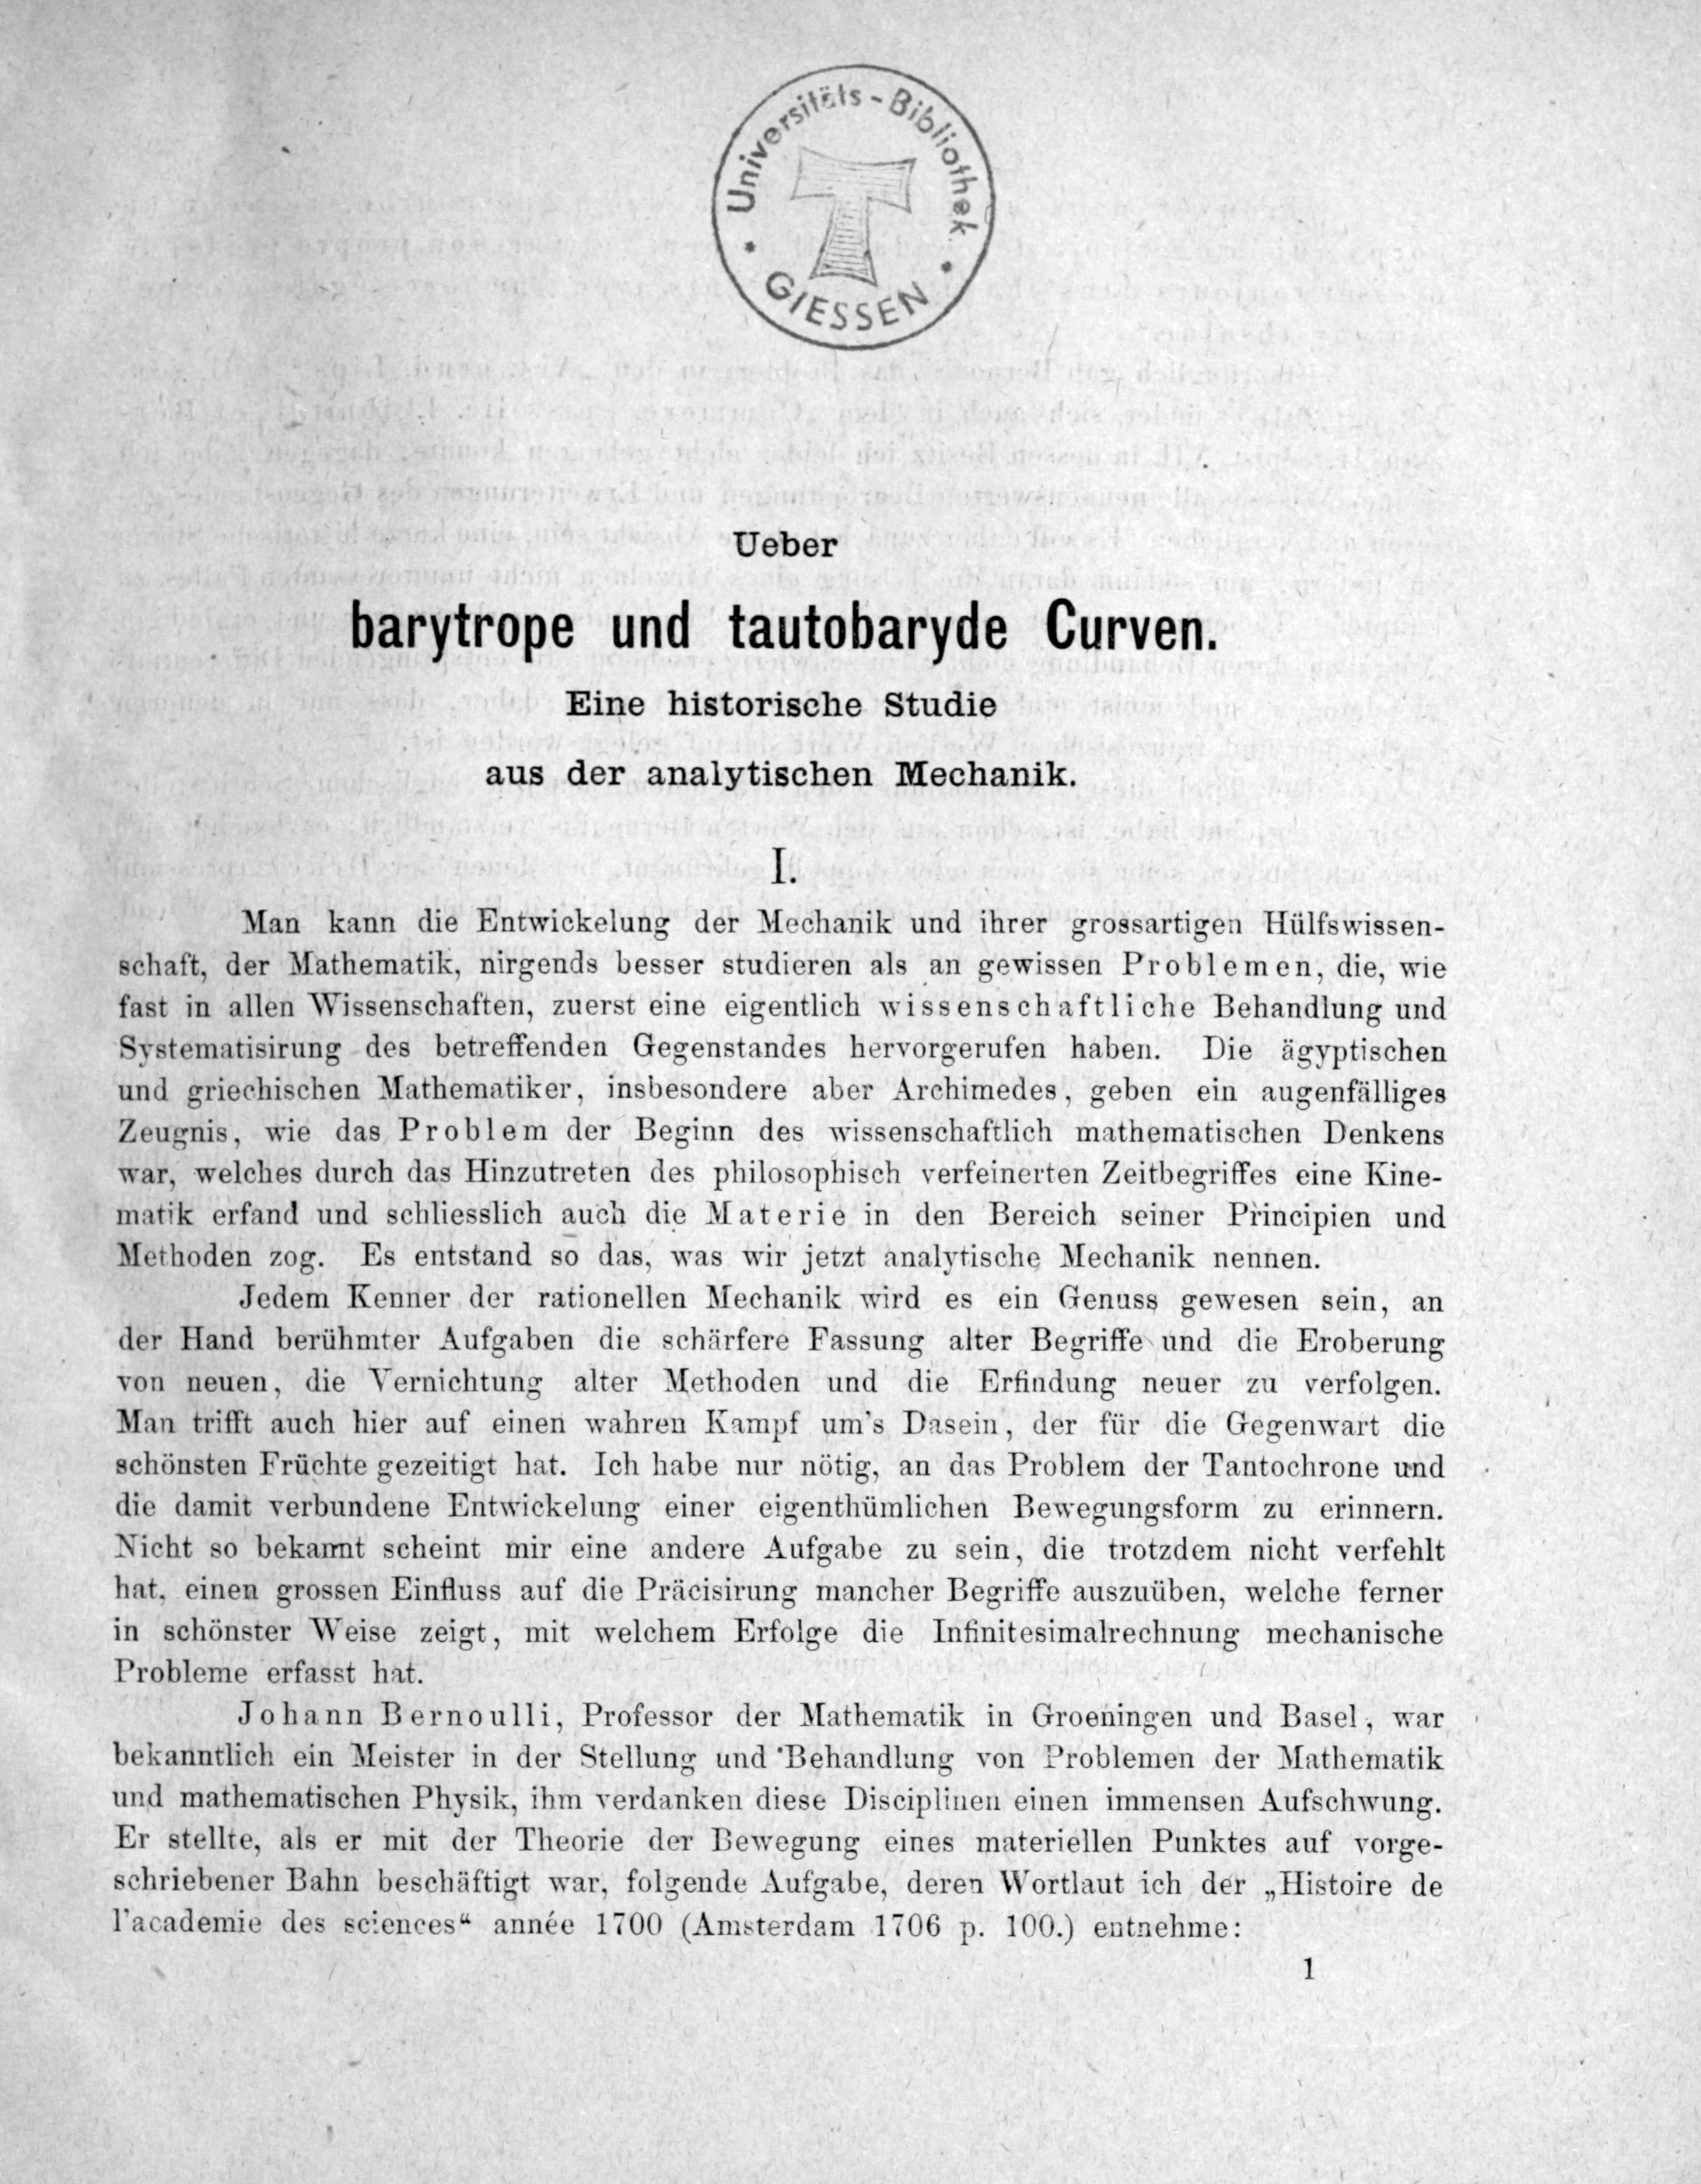 Universitäts-Bibliothek
GIESSEN
Ueber
barytrope und tautobaryde Curven.
Eine historische Studie
aus der analytischen Mechanik.
I.
Man kann die Entwickelung der Mechanik und ihrer grossartigen Hülfswissen-
schaft, der Mathematik, nirgends besser studieren als an gewissen Problemen, die, wie
fast in allen Wissenschaften, zuerst eine eigentlich wissenschaftliche Behandlung und
Systematisirung des betreffenden Gegenstandes hervorgerufen haben. Die ägyptischen
und griechischen Mathematiker, insbesondere aber Archimedes, geben ein augenfälliges
Zeugnis, wie das Problem der Beginn des wissenschaftlich mathematischen Denkens
war, welches durch das Hinzutreten des philosophisch verfeinerten Zeitbegriffes eine Kine-
matik erfand und schliesslich auch die Materie in den Bereich seiner Principien und
Methoden zog. Es entstand so das, was wir jetzt analytische Mechanik nennen.
Jedem Kenner der rationellen Mechanik wird es ein Genuss gewesen sein, an
der Hand berühmter Aufgaben die schärfere Fassung alter Begriffe und die Eroberung
von neuen, die Vernichtung alter Methoden und die Erfindung neuer zu verfolgen.
Man trifft auch hier auf einen wahren Kampf um's Dasein, der für die Gegenwart die
schönsten Früchte gezeitigt hat. Ich habe nur nötig, an das Problem der Tantochrone und
die damit verbundene Entwickelung einer eigenthümlichen Bewegungsform zu erinnern.
Nicht so bekannt scheint mir eine andere Aufgabe zu sein, die trotzdem nicht verfehlt
hat, einen grossen Einfluss auf die Präcisirung mancher Begriffe auszuüben, welche ferner
in schönster Weise zeigt, mit welchem Erfolge die Infinitesimalrechnung mechanische
Probleme erfasst hat.
Johann Bernoulli, Professor der Mathematik in Groeningen und Basel, war
bekanntlich ein Meister in der Stellung und Behandlung von Problemen der Mathematik
und mathematischen Physik, ihm verdanken diese Disciplinen einen immensen Aufschwung.
Er stellte, als er mit der Theorie der Bewegung eines materiellen Punktes auf vorge-
schriebener Bahn beschäftigt war, folgende Aufgabe, deren Wortlaut ich der „Histoire de
l'academie des sciences“ année 1700 (Amsterdam 1706 p. 100.) entnehme:
1